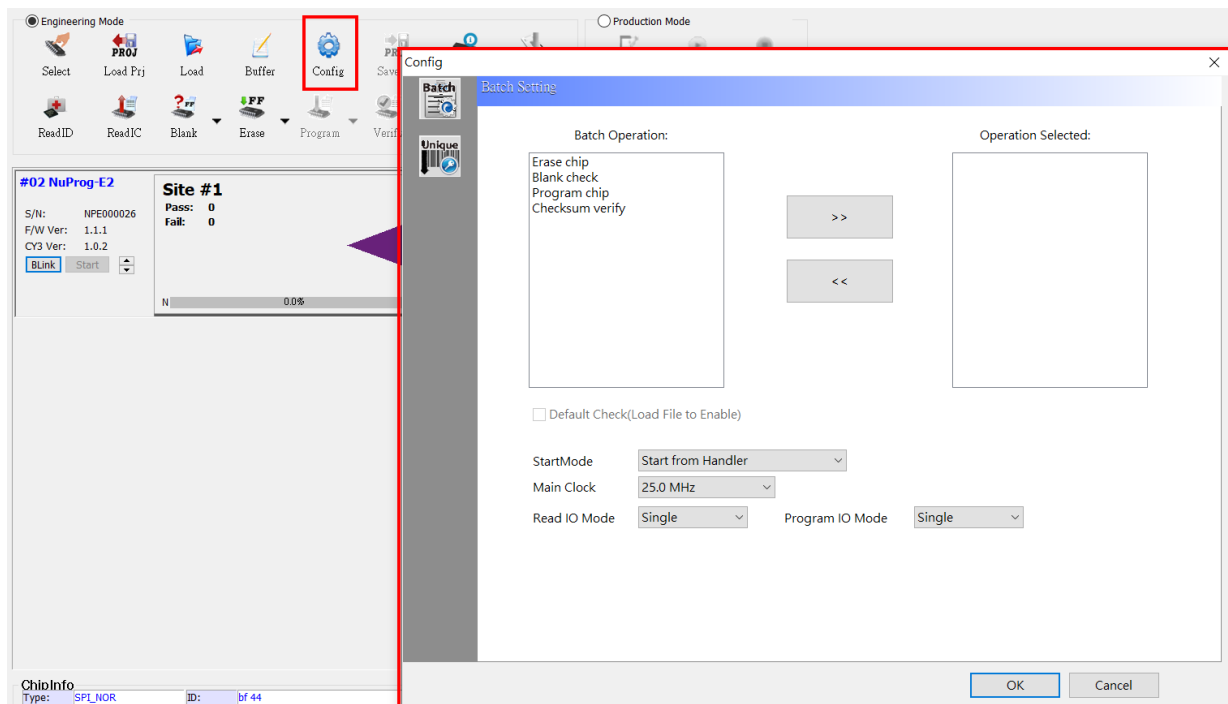 Engineering Mode
Production Mode
PROJ
Select
Load Prj
Load
Buffer
Config
Config
Batch
Batch Setting
FF
FF
ReadID
ReadIC
Blank
Erase
Program
Unique
Batch Operation:
Operation Selected:
Erase chip
Blank check
Program chip
Checksum verify
>>
<<
#02 NuProg-E2
Site #1
Pass: 0
Fail: 0
S/N: NPE000026
F/W Ver: 1.1.1
CY3 Ver: 1.0.2
BLink
Start
N
0.0%
Default Check(Load File to Enable)
StartMode
Start from Handler
Main Clock
25.0 MHz
Read IO Mode
Single
Program IO Mode
Single
OK
Cancel
ChipInfo
Type: SPI_NOR ID: bf 44